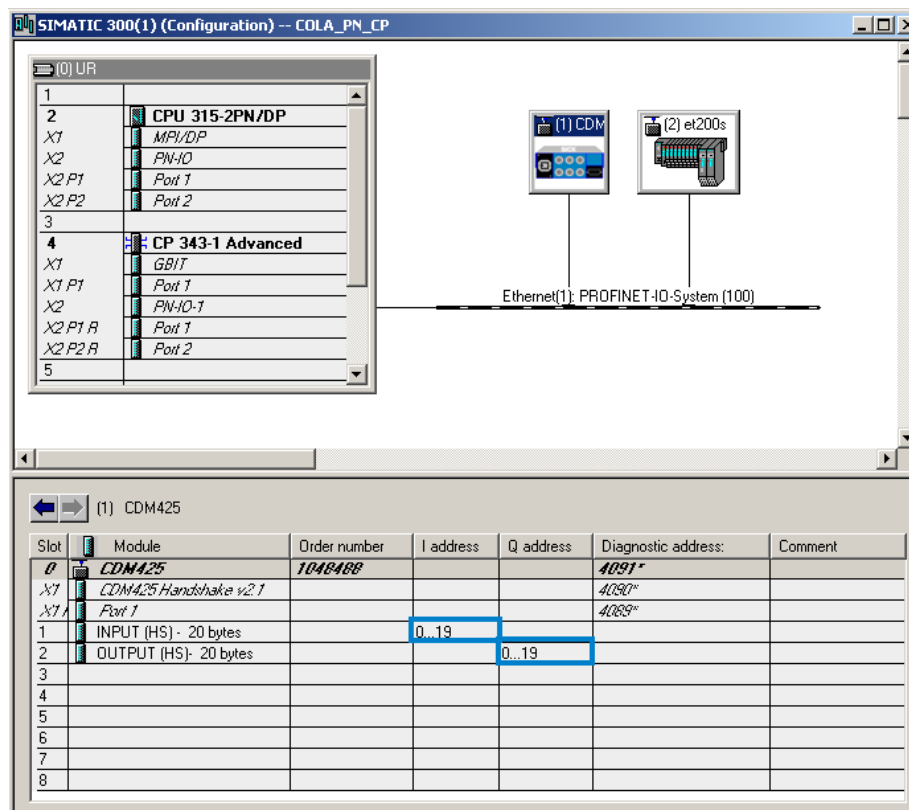 SIMATIC 300(1) (Configuration) -- COLA_PN_CP
(0) UR
1
2 CPU 315-2PN/DP
X1 MPI/DP
X2 PN-IO
X2 P1 Port 1
X2 P2 Port 2
3
4 CP 343-1 Advanced
X1 GBIT
X1 P1 Port 1
X2 PN-IO-1
X2 P1 R Port 1
X2 P2 R Port 2
5
(1) CDM
(2) et200s
Ethernet(1): PROFINET-IO-System (100)
(1) CDM425
Slot Module Order number I address Q address Diagnostic address: Comment
0 CDM425 1048488 4091*
X1 CDM425 Handshake v2.1 4090*
X1 Port 1 4089*
1 INPUT (HS) - 20 bytes 0...19
2 OUTPUT (HS)- 20 bytes 0...19
3
4
5
6
7
8